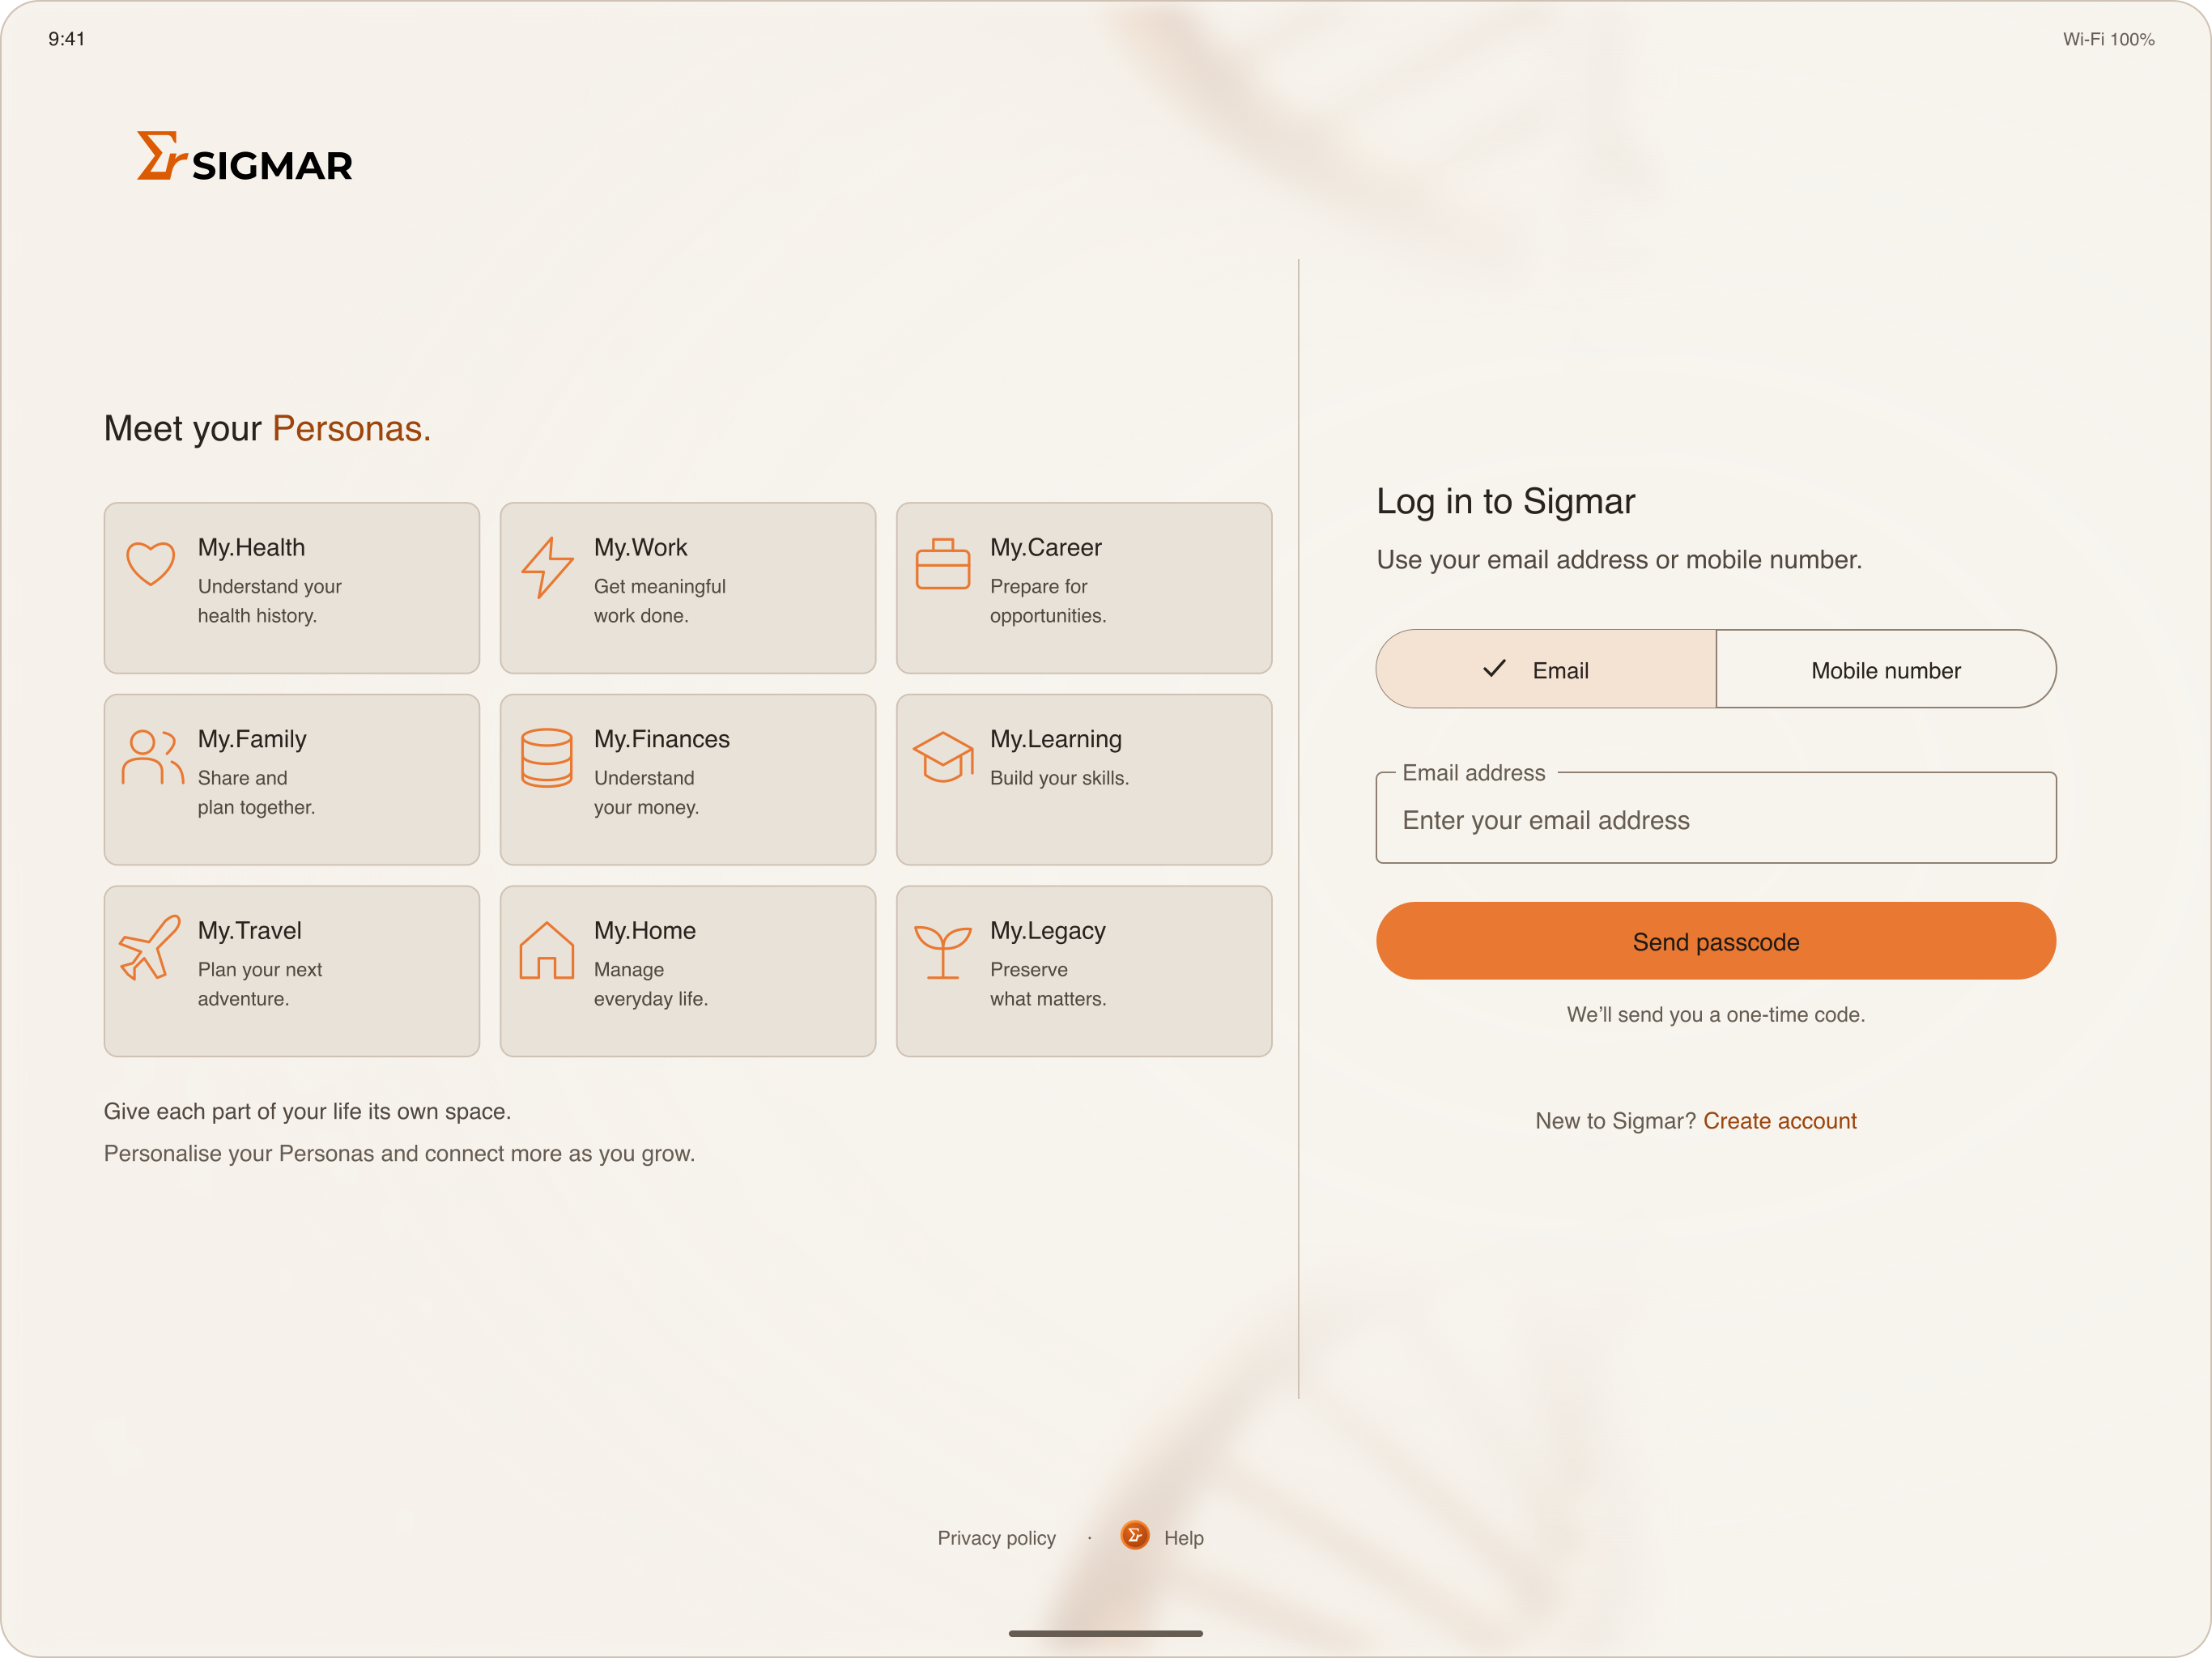 9:41
Wi-Fi 100%
Σr SIGMAR
Meet your Personas.
My.Health
Understand your
health history.
My.Work
Get meaningful
work done.
My.Career
Prepare for
opportunities.
My.Family
Share and
plan together.
My.Finances
Understand
your money.
My.Learning
Build your skills.
My.Travel
Plan your next
adventure.
My.Home
Manage
everyday life.
My.Legacy
Preserve
what matters.
Give each part of your life its own space.
Personalise your Personas and connect more as you grow.
Log in to Sigmar
Use your email address or mobile number.
Email
Mobile number
Email address
Enter your email address
Send passcode
We’ll send you a one-time code.
New to Sigmar? Create account
Privacy policy · Σr Help